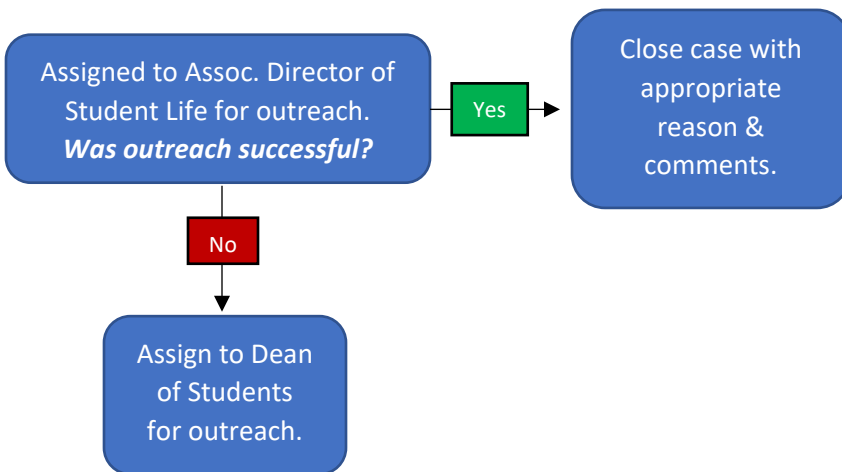 Assigned to Assoc. Director of
Student Life for outreach.
Was outreach successful?
Yes
Close case with
appropriate
reason &
comments.
No
Assign to Dean
of Students
for outreach.